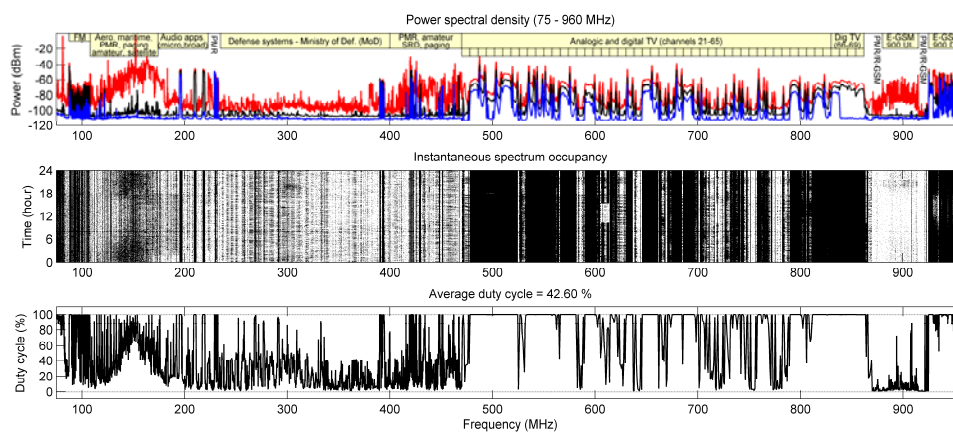 Power spectral density (75 - 960 MHz)
FM
Aero, maritime,
PMR, paging
amateur, satellite
Audio apps.
(micro,broad)
PMR
Defense systems - Ministry of Def. (MoD)
PMR, amateur
SRD, paging
Analogic and digital TV (channels 21-65)
Dig TV
(66-69)
PMR/R-GSM
E-GSM
900 UL
PMR/R-GSM
E-GS
900 D
Power (dBm)
-20
-40
-60
-80
-100
-120
100 200 300 400 500 600 700 800 900
Instantaneous spectrum occupancy
Time (hour)
24
18
12
6
0
100 200 300 400 500 600 700 800 900
Average duty cycle = 42.60 %
Duty cycle (%)
100
80
60
40
20
0
100 200 300 400 500 600 700 800 900
Frequency (MHz)